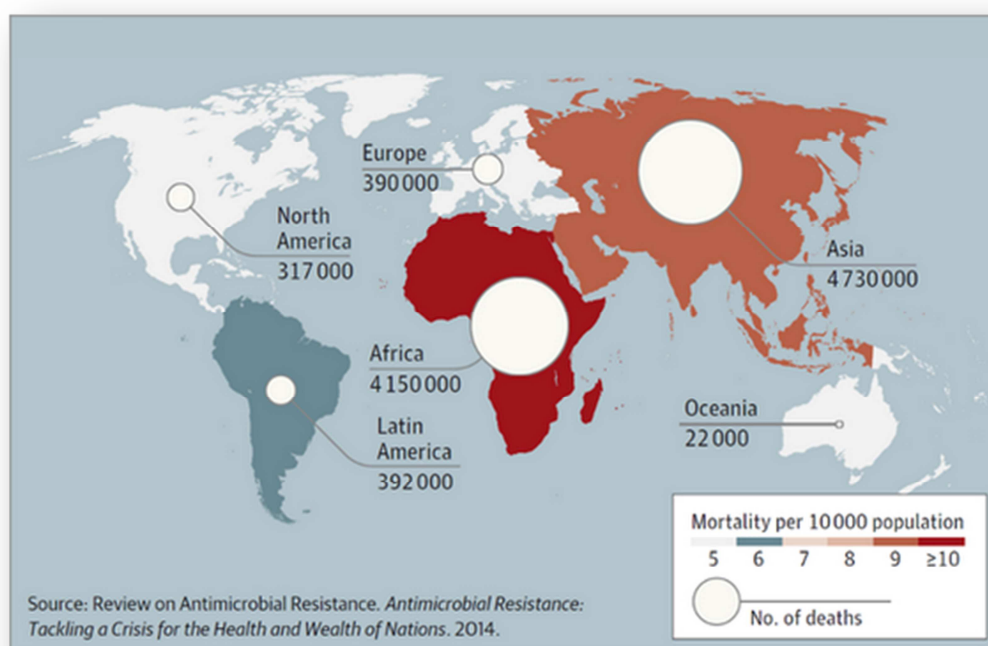 Europe
390 000
North
America
317 000
Asia
4 730 000
Africa
4 150 000
Latin
America
392 000
Oceania
22 000
Mortality per 10 000 population
5 6 7 8 9 ≥10
No. of deaths
Source: Review on Antimicrobial Resistance. Antimicrobial Resistance:
Tackling a Crisis for the Health and Wealth of Nations. 2014.